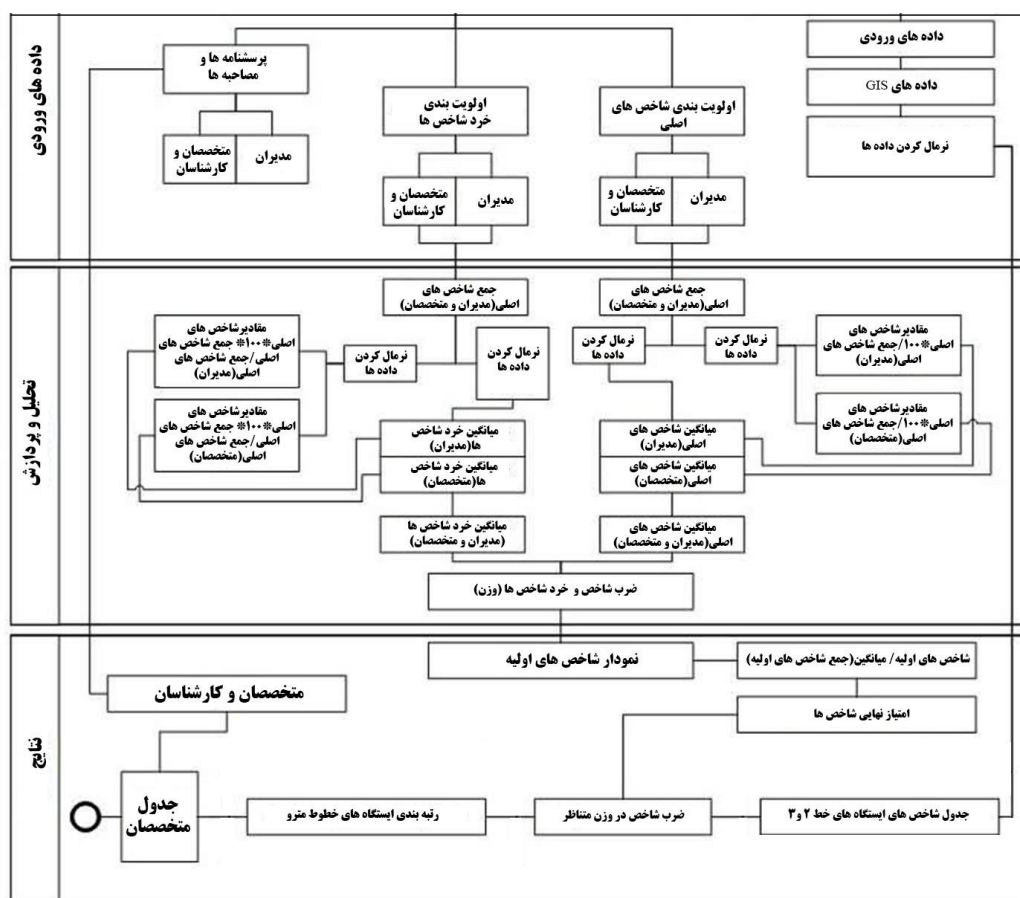 داده های ورودی
پرسشنامه ها و
مصاحبه ها
متخصصان و
کارشناسان
مدیران
اولویت بندی
خرد شاخص ها
متخصصان و
کارشناسان
مدیران
اولویت بندی شاخص های
اصلی
متخصصان و
کارشناسان
مدیران
داده های ورودی
داده های GIS
نرمال کردن داده ها
تحلیل و پردازش
جمع شاخص های
اصلی(مدیران و متخصصان)
جمع شاخص های
اصلی(مدیران و متخصصان)
مقادیرشاخص های
اصلی*۱۰۰* جمع شاخص های
اصلی/جمع شاخص های
اصلی(مدیران)
نرمال کردن
داده ها
نرمال کردن
داده ها
نرمال کردن
داده ها
نرمال کردن
داده ها
مقادیرشاخص های
اصلی*۱۰۰/جمع شاخص های
اصلی(مدیران)
مقادیرشاخص های
اصلی*۱۰۰* جمع شاخص های
اصلی/جمع شاخص های
اصلی(متخصصان)
مقادیرشاخص های
اصلی*۱۰۰/جمع شاخص های
اصلی(متخصصان)
میانگین خرد شاخص
ها(مدیران)
میانگین خرد شاخص
ها(متخصصان)
میانگین شاخص های
اصلی(مدیران)
میانگین شاخص های
اصلی(متخصصان)
میانگین خرد شاخص ها
(مدیران و متخصصان)
میانگین شاخص های
اصلی(مدیران و متخصصان)
ضرب شاخص و خرد شاخص ها (وزن)
نتایج
نمودار شاخص های اولیه
شاخص های اولیه/ میانگین(جمع شاخص های اولیه)
متخصصان و کارشناسان
امتیاز نهایی شاخص ها
جدول
متخصصان
رتبه بندی ایستگاه های خطوط مترو
ضرب شاخص در وزن متناظر
جدول شاخص های ایستگاه های خط ۲ و ۳